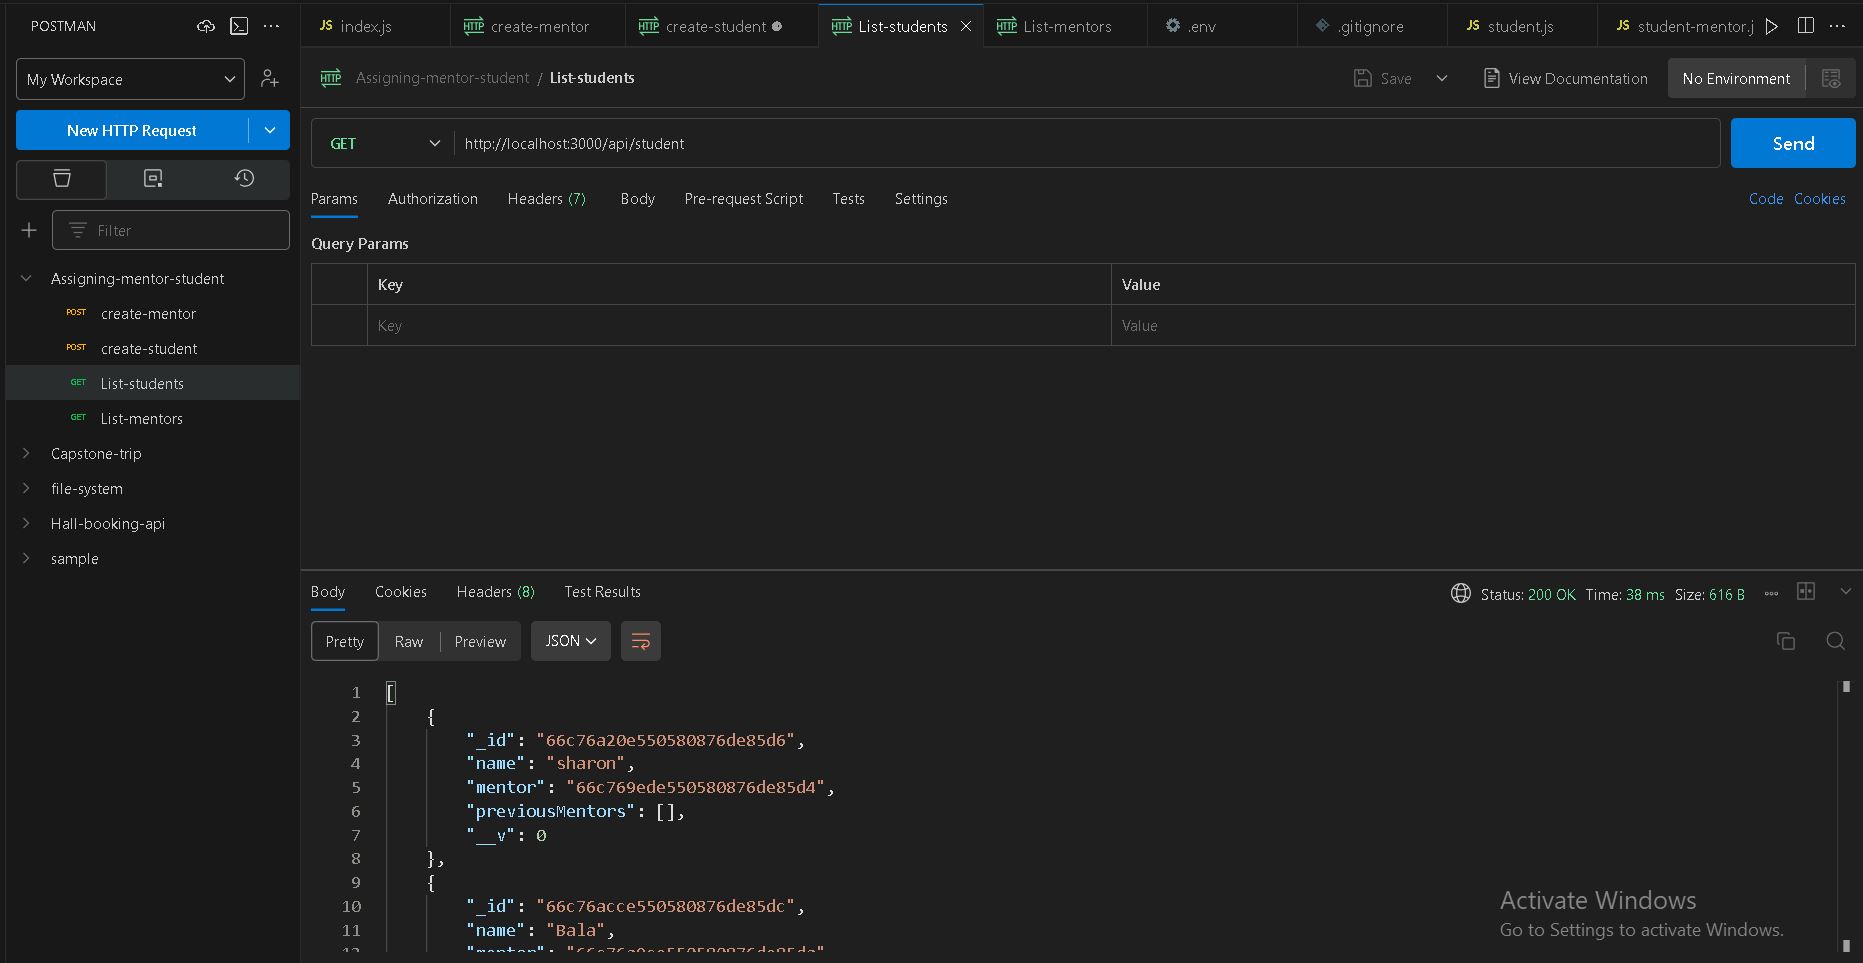 POSTMAN
My Workspace
New HTTP Request
Filter
Assigning-mentor-student
POST create-mentor
POST create-student
GET List-students
GET List-mentors
Capstone-trip
file-system
Hall-booking-api
sample
JS index.js
HTTP create-mentor
HTTP create-student
HTTP List-students
HTTP List-mentors
.env
.gitignore
JS student.js
JS student-mentor.j
HTTP Assigning-mentor-student / List-students
Save
View Documentation
No Environment
GET http://localhost:3000/api/student
Send
Params Authorization Headers (7) Body Pre-request Script Tests Settings
Code Cookies
Query Params
Key Value
Key Value
Body Cookies Headers (8) Test Results
Status: 200 OK Time: 38 ms Size: 616 B
Pretty Raw Preview JSON
1 [
2 {
3 "_id": "66c76a20e550580876de85d6",
4 "name": "sharon",
5 "mentor": "66c769ede550580876de85d4",
6 "previousMentors": [],
7 "__v": 0
8 },
9 {
10 "_id": "66c76acce550580876de85dc",
11 "name": "Bala",
Activate Windows
Go to Settings to activate Windows.